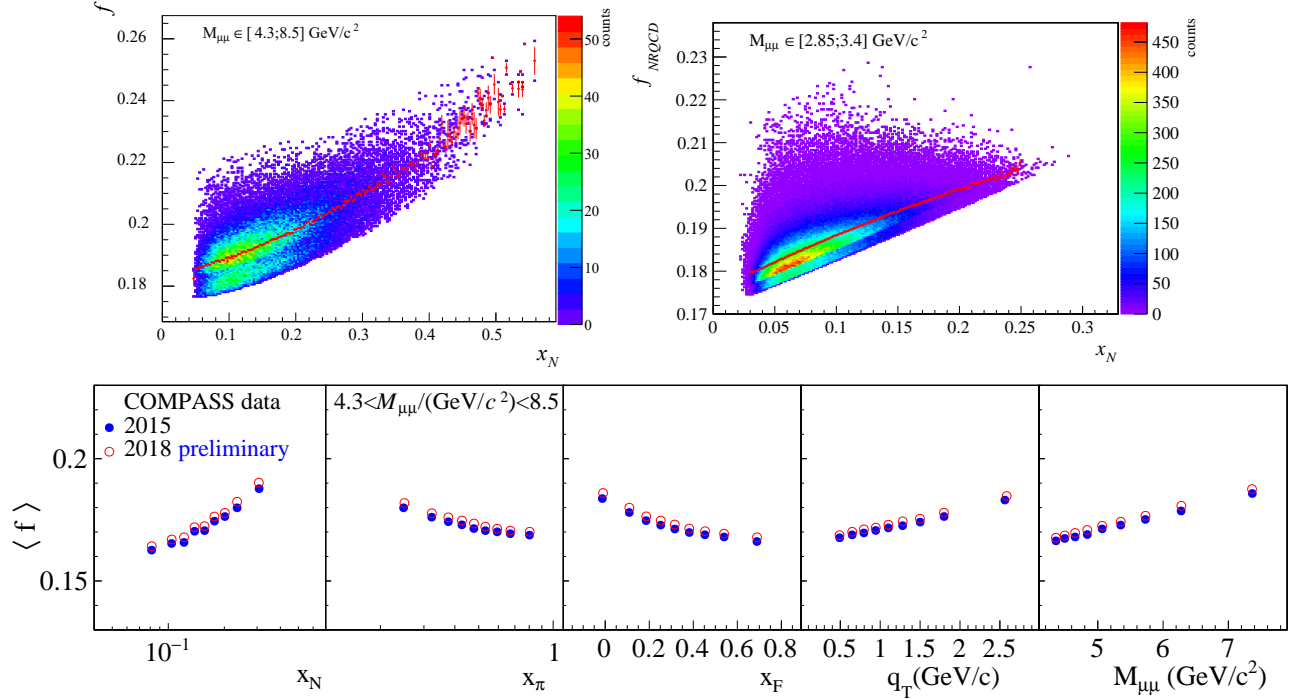 f
M_μμ ∈ [4.3;8.5] GeV/c²
0.26
0.24
0.22
0.2
0.18
0 0.1 0.2 0.3 0.4 0.5
x_N
50
40
30
20
10
0
counts
f_NRQCD
M_μμ ∈ [2.85;3.4] GeV/c²
0.23
0.22
0.21
0.2
0.19
0.18
0.17
0 0.05 0.1 0.15 0.2 0.25 0.3
x_N
450
400
350
300
250
200
150
100
50
0
counts
COMPASS data
2015
2018 preliminary
4.3<M_μμ/(GeV/c²)<8.5
⟨ f ⟩
0.2
0.15
10⁻¹
x_N
1
x_π
0 0.2 0.4 0.6 0.8
x_F
0.5 1 1.5 2 2.5
q_T(GeV/c)
5 6 7
M_μμ (GeV/c²)